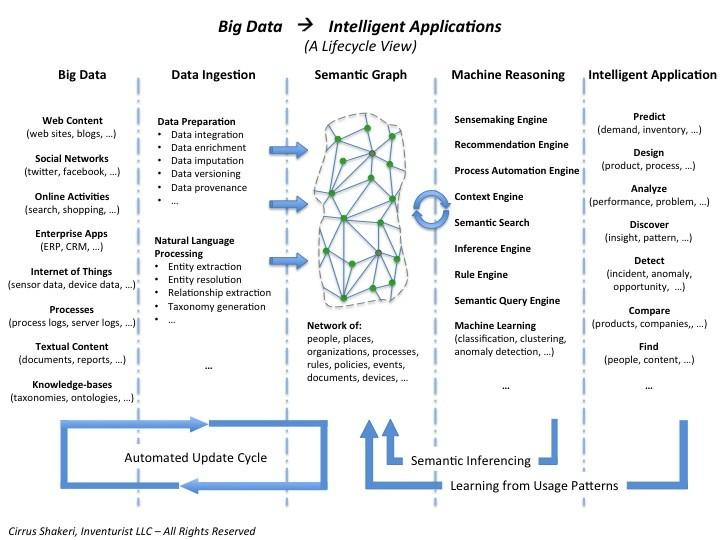 Big Data → Intelligent Applications
(A Lifecycle View)
Big Data
Web Content
(web sites, blogs, …)
Social Networks
(twitter, facebook, …)
Online Activities
(search, shopping, …)
Enterprise Apps
(ERP, CRM, …)
Internet of Things
(sensor data, device data, …)
Processes
(process logs, server logs, …)
Textual Content
(documents, reports, …)
Knowledge-bases
(taxonomies, ontologies, …)
Data Ingestion
Data Preparation
• Data integration
• Data enrichment
• Data imputation
• Data versioning
• Data provenance
• …
Natural Language
Processing
• Entity extraction
• Entity resolution
• Relationship extraction
• Taxonomy generation
• …
…
Semantic Graph
Network of:
people, places,
organizations, processes,
rules, policies, events,
documents, devices, …
Machine Reasoning
Sensemaking Engine
Recommendation Engine
Process Automation Engine
Context Engine
Semantic Search
Inference Engine
Rule Engine
Semantic Query Engine
Machine Learning
(classification, clustering,
anomaly detection, …)
…
Intelligent Application
Predict
(demand, inventory, …)
Design
(product, process, …)
Analyze
(performance, problem, …)
Discover
(insight, pattern, …)
Detect
(incident, anomaly,
opportunity, …)
Compare
(products, companies,, …)
Find
(people, content, …)
…
Automated Update Cycle
Semantic Inferencing
Learning from Usage Patterns
Cirrus Shakeri, Inventurist LLC – All Rights Reserved